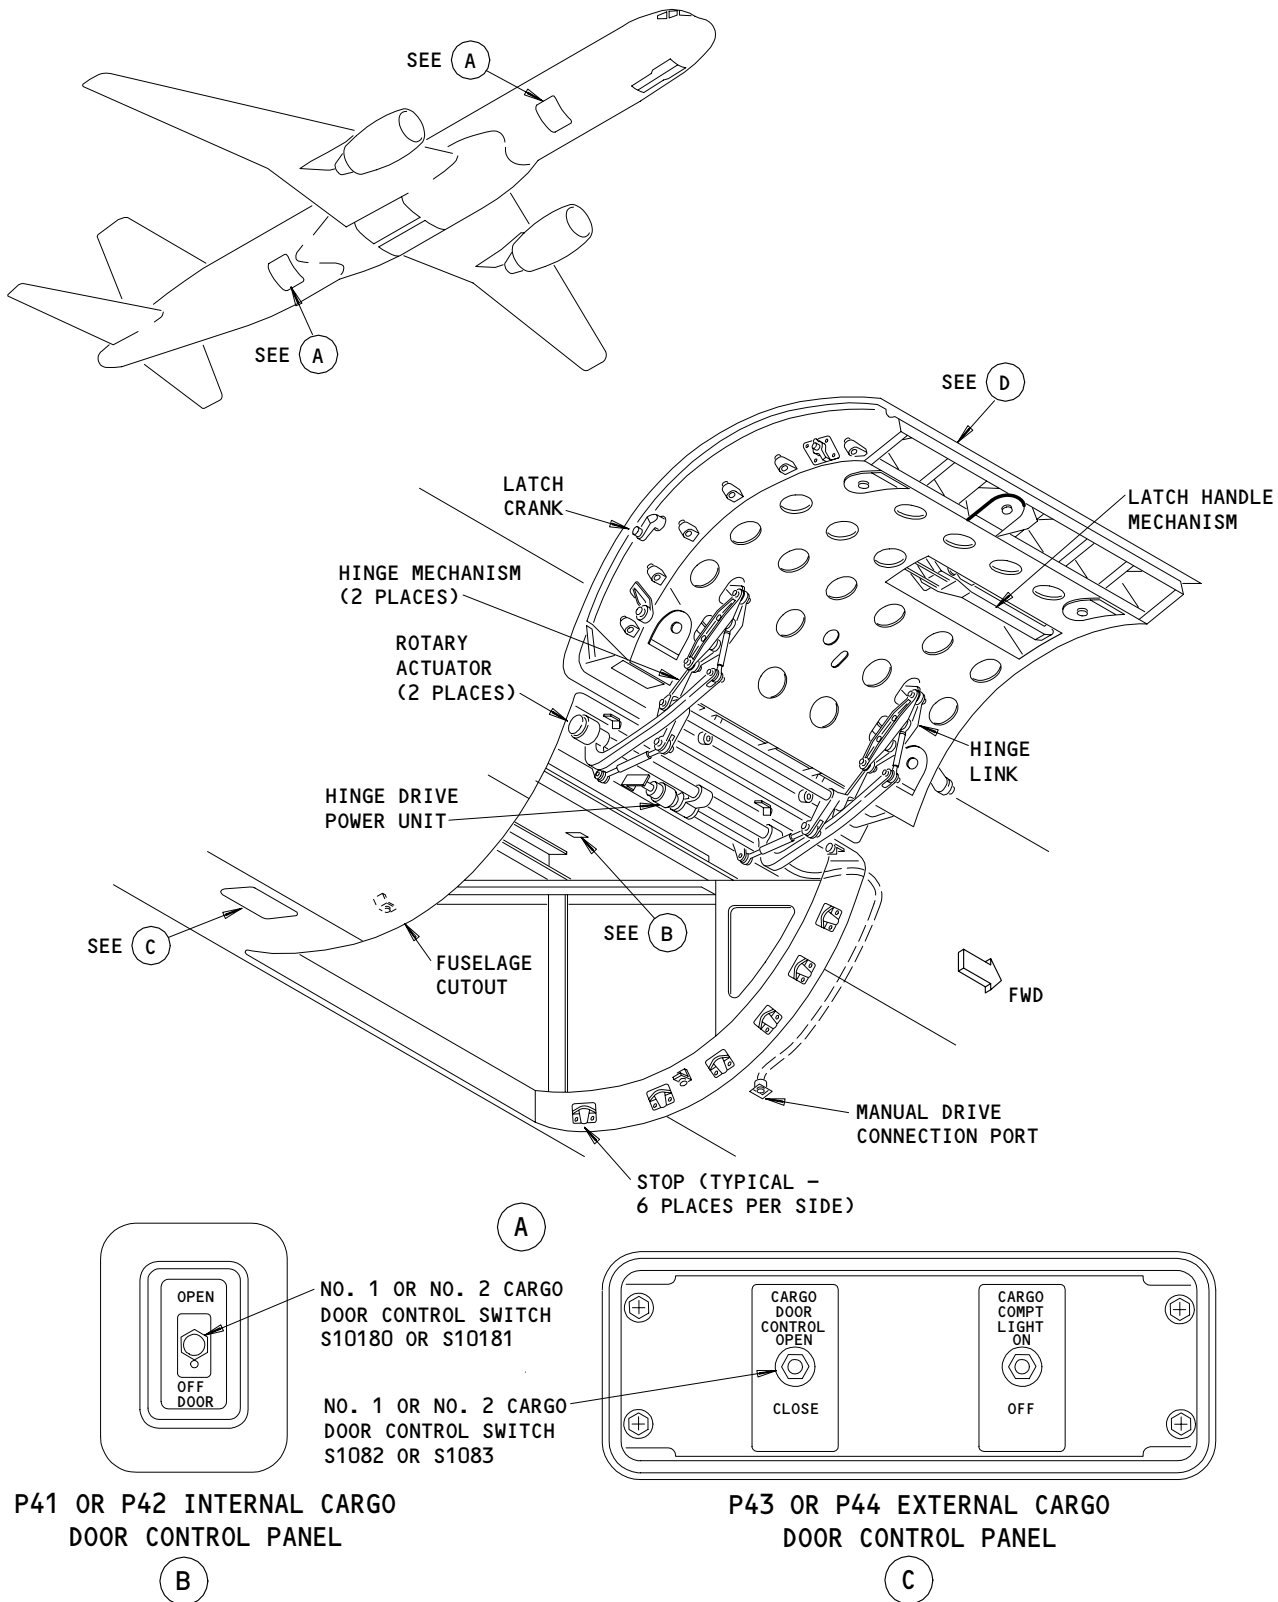 SEE A
SEE A
SEE D
LATCH
CRANK
LATCH HANDLE
MECHANISM
HINGE MECHANISM
(2 PLACES)
ROTARY
ACTUATOR
(2 PLACES)
HINGE
LINK
HINGE DRIVE
POWER UNIT
SEE C
SEE B
FUSELAGE
CUTOUT
FWD
MANUAL DRIVE
CONNECTION PORT
STOP (TYPICAL -
6 PLACES PER SIDE)
A
OPEN
OFF
DOOR
NO. 1 OR NO. 2 CARGO
DOOR CONTROL SWITCH
S10180 OR S10181
NO. 1 OR NO. 2 CARGO
DOOR CONTROL SWITCH
S1082 OR S1083
CARGO
DOOR
CONTROL
OPEN
CLOSE
CARGO
COMPT
LIGHT
ON
OFF
P41 OR P42 INTERNAL CARGO
DOOR CONTROL PANEL
B
P43 OR P44 EXTERNAL CARGO
DOOR CONTROL PANEL
C